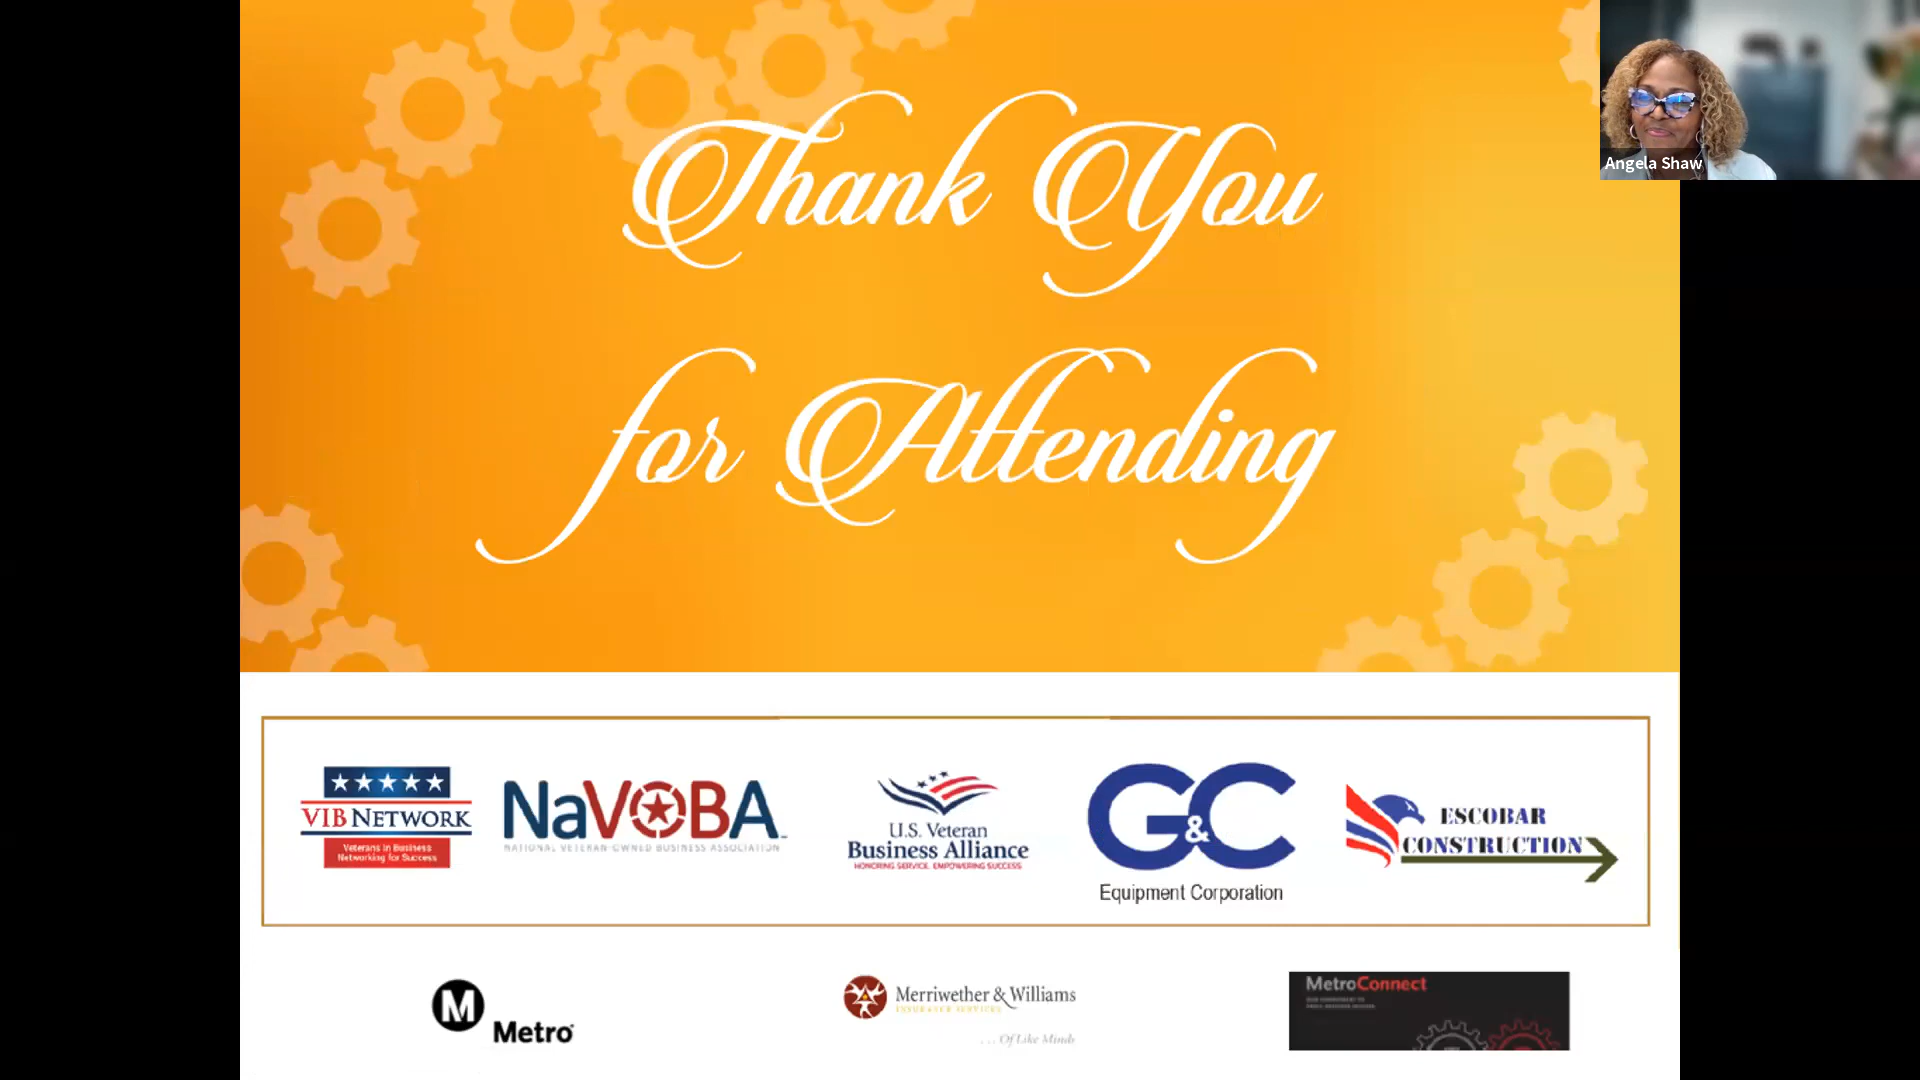 Thank You
for Attending
Angela Shaw
VIB NETWORK
Veterans in Business
Networking for Success
NaVOBA
NATIONAL VETERAN-OWNED BUSINESS ASSOCIATION
U.S. Veteran
Business Alliance
HONORING SERVICE. EMPOWERING SUCCESS
G&C
Equipment Corporation
ESCOBAR
CONSTRUCTION
M
Metro
Merriwether & Williams
INSURANCE SERVICES
... Of Like Minds
MetroConnect